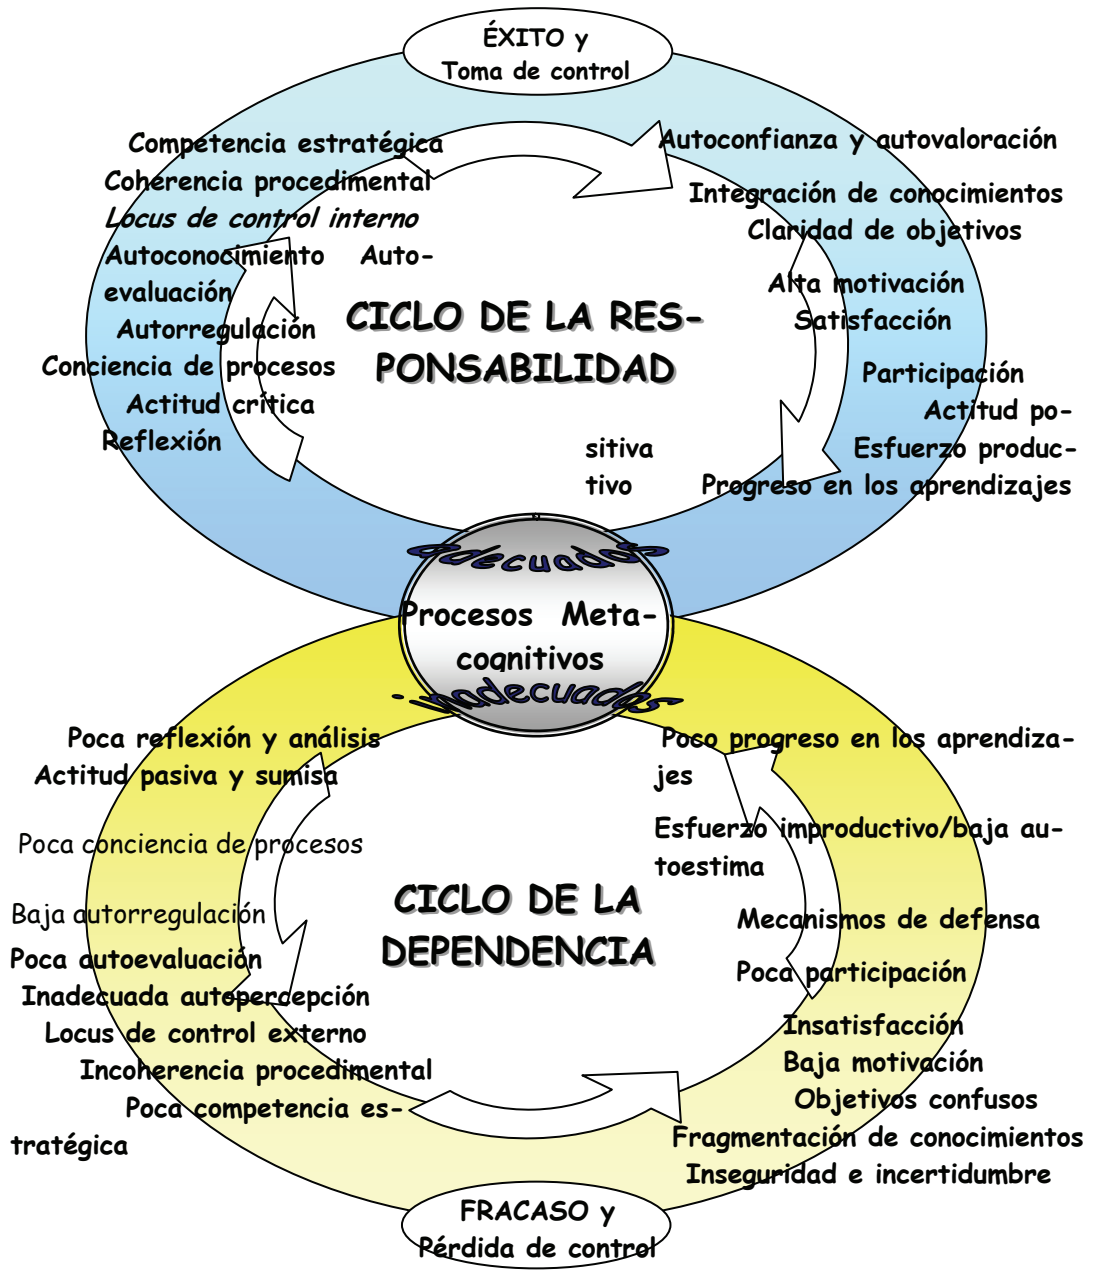 ÉXITO y
Toma de control
Competencia estratégica
Coherencia procedimental
Locus de control interno
Autoconocimiento Auto-
evaluación
Autorregulación
Conciencia de procesos
Actitud crítica
Reflexión
Autoconfianza y autovaloración
Integración de conocimientos
Claridad de objetivos
Alta motivación
Satisfacción
Participación
Actitud po-
sitiva
Esfuerzo produc-
tivo
Progreso en los aprendizajes
CICLO DE LA RES-
PONSABILIDAD
adecuados
Procesos Meta-
cognitivos
inadecuados
Poca reflexión y análisis
Actitud pasiva y sumisa
Poca conciencia de procesos
Baja autorregulación
Poca autoevaluación
Inadecuada autopercepción
Locus de control externo
Incoherencia procedimental
Poca competencia es-
tratégica
CICLO DE LA
DEPENDENCIA
Poco progreso en los aprendiza-
jes
Esfuerzo improductivo/baja au-
toestima
Mecanismos de defensa
Poca participación
Insatisfacción
Baja motivación
Objetivos confusos
Fragmentación de conocimientos
Inseguridad e incertidumbre
FRACASO y
Pérdida de control